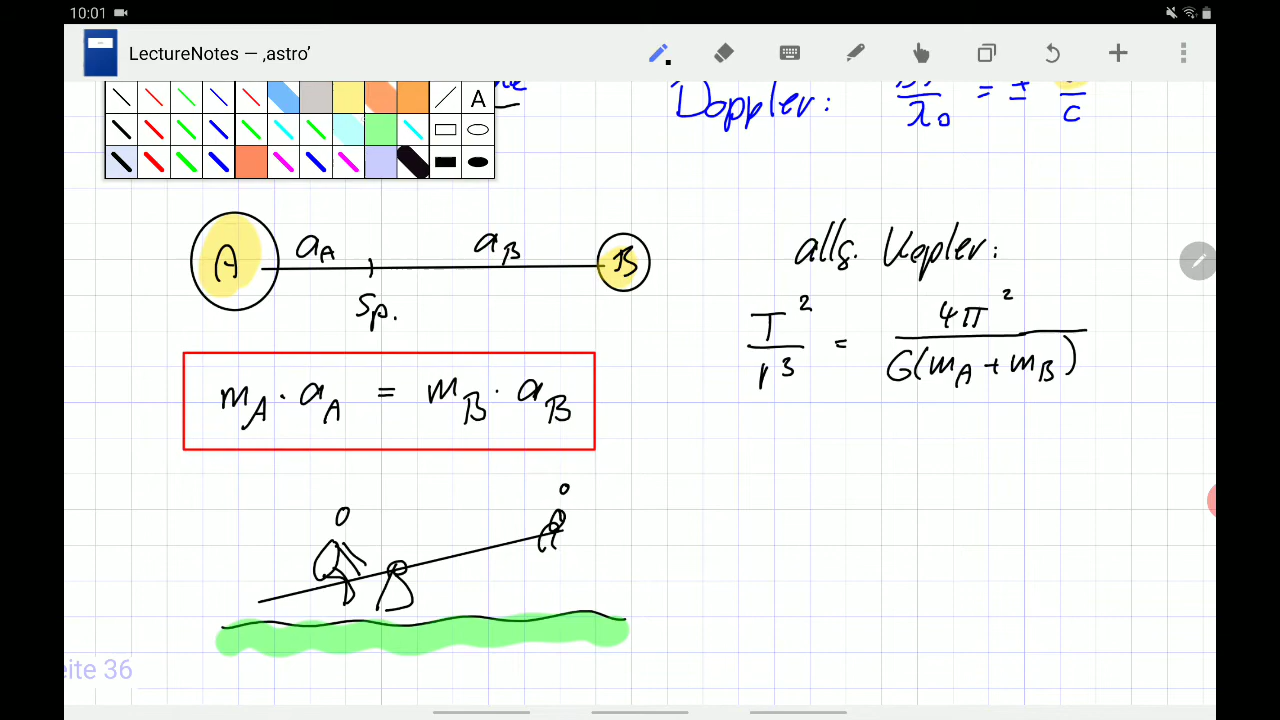 10:01
LectureNotes – ‚astro’
A
Doppler: λ₀ = ± c
A a_A a_B B
Sp.
allg. Kepler:
T² / r³ = 4π² / G(m_A + m_B)
m_A · a_A = m_B · a_B
eite 36